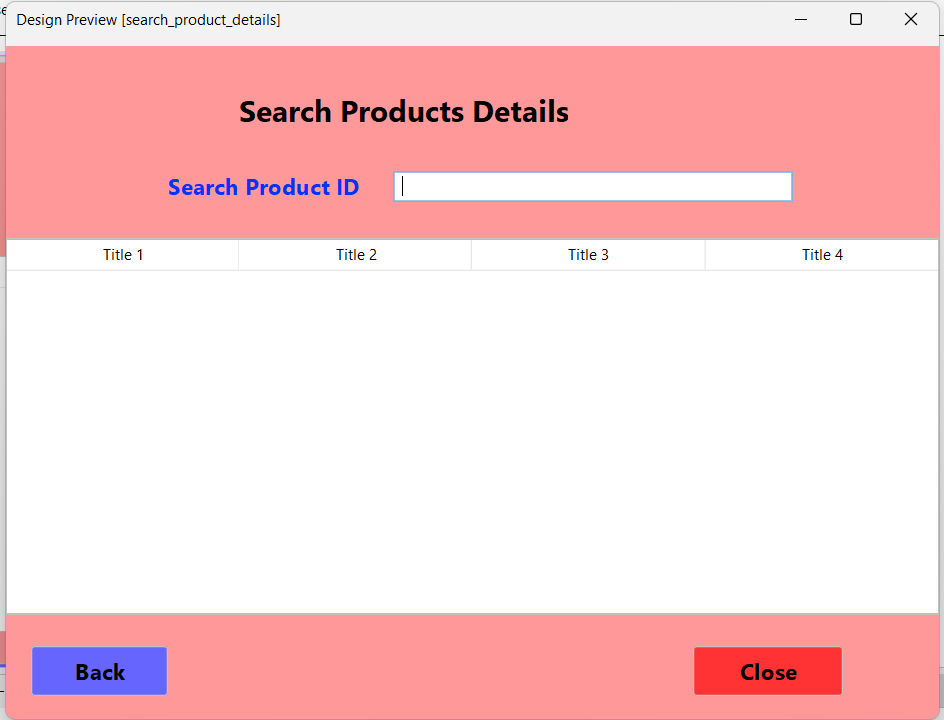 Design Preview [search_product_details]
Search Products Details
Search Product ID
Title 1 Title 2 Title 3 Title 4
Back Close